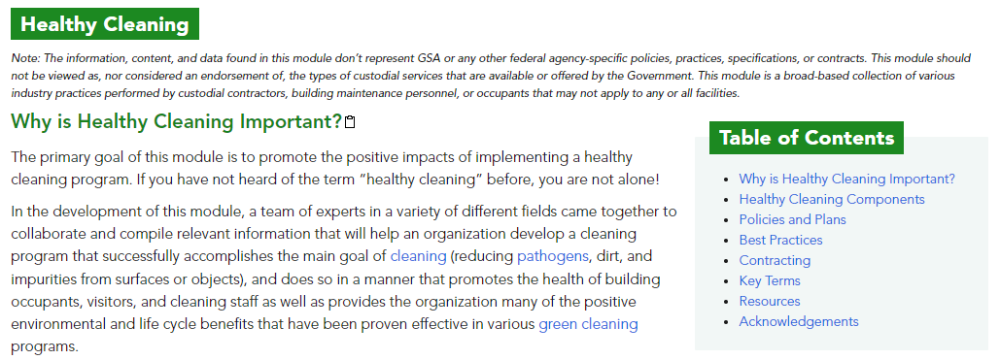 Healthy Cleaning
Note: The information, content, and data found in this module don't represent GSA or any other federal agency-specific policies, practices, specifications, or contracts. This module should
not be viewed as, nor considered an endorsement of, the types of custodial services that are available or offered by the Government. This module is a broad-based collection of various
industry practices performed by custodial contractors, building maintenance personnel, or occupants that may not apply to any or all facilities.
Why is Healthy Cleaning Important?
The primary goal of this module is to promote the positive impacts of implementing a healthy
cleaning program. If you have not heard of the term “healthy cleaning” before, you are not alone!
In the development of this module, a team of experts in a variety of different fields came together to
collaborate and compile relevant information that will help an organization develop a cleaning
program that successfully accomplishes the main goal of cleaning (reducing pathogens, dirt, and
impurities from surfaces or objects), and does so in a manner that promotes the health of building
occupants, visitors, and cleaning staff as well as provides the organization many of the positive
environmental and life cycle benefits that have been proven effective in various green cleaning
programs.
Table of Contents
• Why is Healthy Cleaning Important?
• Healthy Cleaning Components
• Policies and Plans
• Best Practices
• Contracting
• Key Terms
• Resources
• Acknowledgements